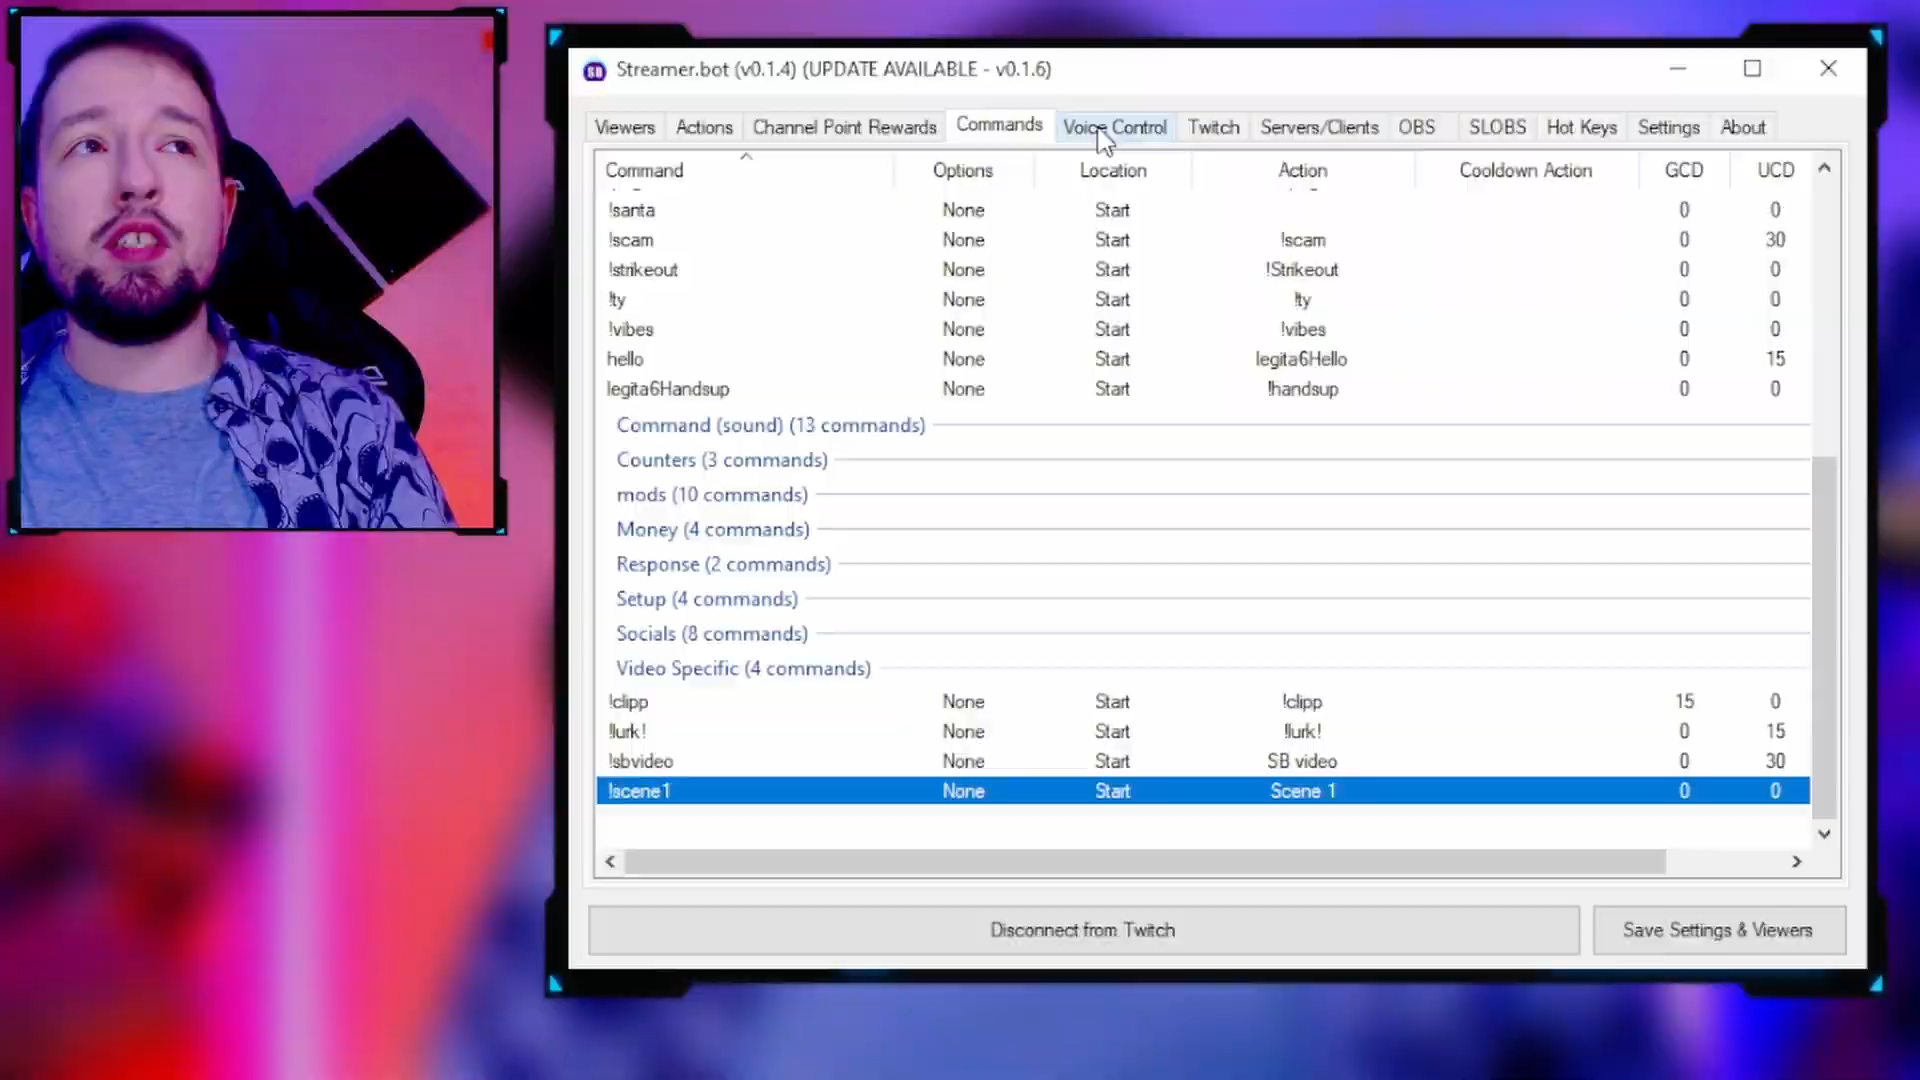 Streamer.bot (v0.1.4) (UPDATE AVAILABLE - v0.1.6)
Viewers Actions Channel Point Rewards Commands Voice Control Twitch Servers/Clients OBS SLOBS Hot Keys Settings About
Command Options Location Action Cooldown Action GCD UCD
!santa None Start 0 0
!scam None Start !scam 0 30
!strikeout None Start !Strikeout 0 0
!ty None Start !ty 0 0
!vibes None Start !vibes 0 0
hello None Start legita6Hello 0 15
legita6Handsup None Start !handsup 0 0
Command (sound) (13 commands)
Counters (3 commands)
mods (10 commands)
Money (4 commands)
Response (2 commands)
Setup (4 commands)
Socials (8 commands)
Video Specific (4 commands)
!clipp None Start !clipp 15 0
!lurk! None Start !lurk! 0 15
!sbvideo None Start SB video 0 30
!scene1 None Start Scene 1 0 0
Disconnect from Twitch Save Settings & Viewers